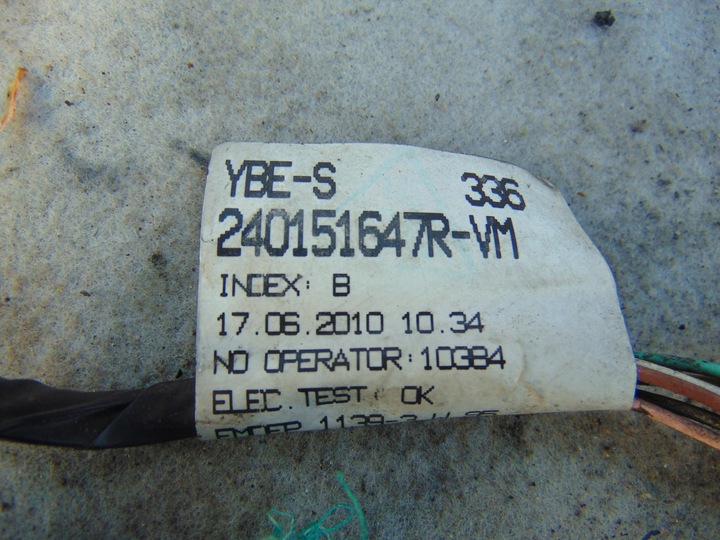 YBE-S 336
240151647R-VM
INDEX: B
17.06.2010 10.34
NO OPERATOR:10384
ELEC.TEST: OK